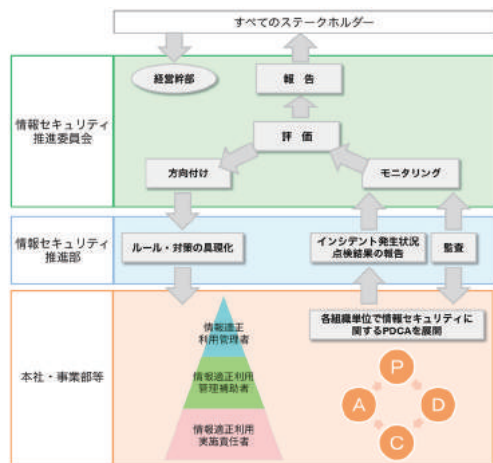 すべてのステークホルダー
情報セキュリティ
推進委員会
経営幹部
報 告
評 価
方向付け
モニタリング
情報セキュリティ
推進部
ルール・対策の具現化
インシデント発生状況
点検結果の報告
監査
本社・事業部等
情報適正
利用管理者
情報適正利用
管理補助者
情報適正利用
実施責任者
各組織単位で情報セキュリティに
関するPDCAを展開
P
A
D
C